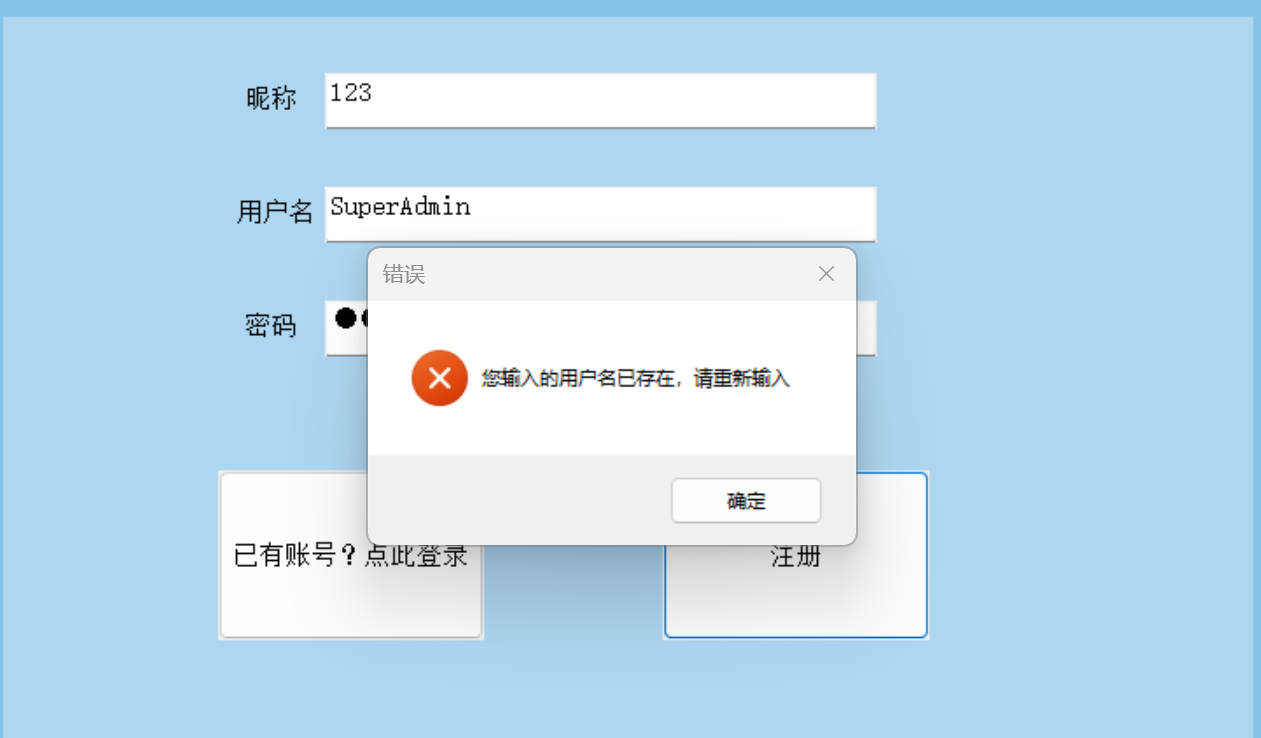 昵称 123
用户名 SuperAdmin
错误
密码
您输入的用户名已存在，请重新输入
确定
已有账号？点此登录
注册